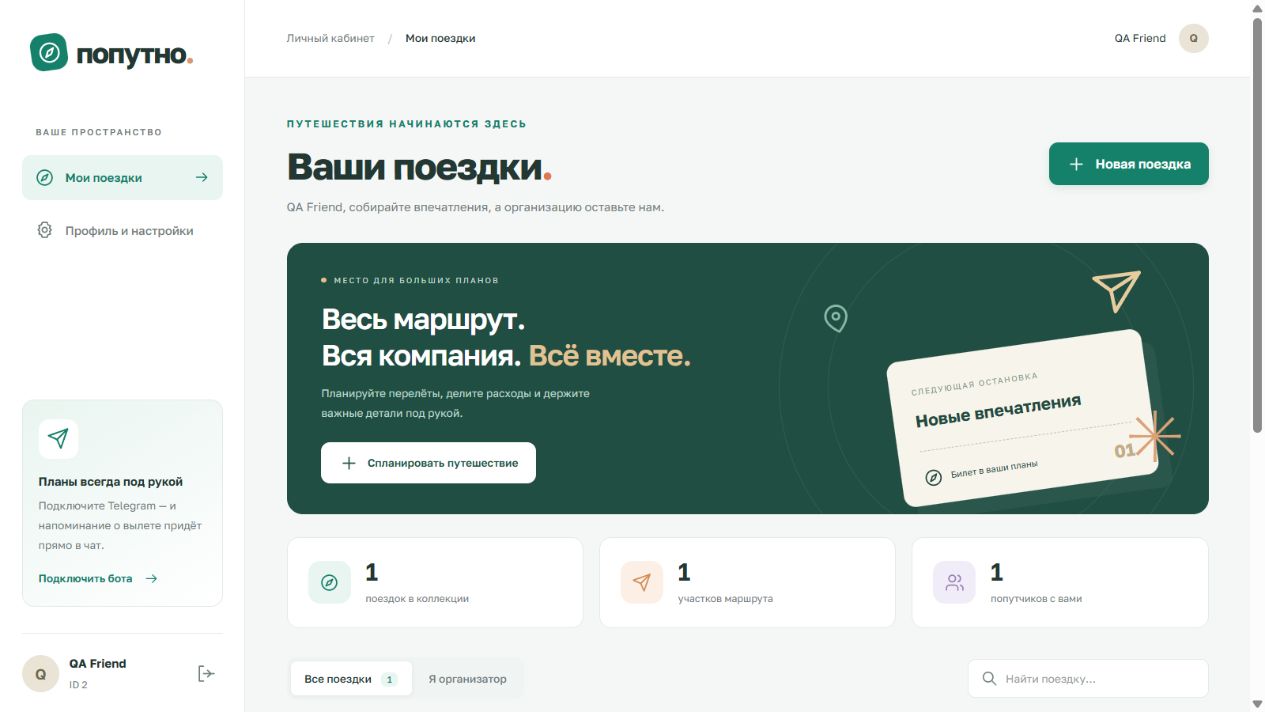 попутно.
Личный кабинет / Мои поездки
QA Friend Q
ВАШЕ ПРОСТРАНСТВО
Мои поездки
Профиль и настройки
ПУТЕШЕСТВИЯ НАЧИНАЮТСЯ ЗДЕСЬ
Ваши поездки.
QA Friend, собирайте впечатления, а организацию оставьте нам.
Новая поездка
МЕСТО ДЛЯ БОЛЬШИХ ПЛАНОВ
Весь маршрут.
Вся компания. Всё вместе.
Планируйте перелёты, делите расходы и держите
важные детали под рукой.
Спланировать путешествие
СЛЕДУЮЩАЯ ОСТАНОВКА
Новые впечатления
01
Билет в ваши планы
1
поездок в коллекции
1
участков маршрута
1
попутчиков с вами
Все поездки 1
Я организатор
Найти поездку...
Планы всегда под рукой
Подключите Telegram — и
напоминание о вылете придёт
прямо в чат.
Подключить бота
Q
QA Friend
ID 2